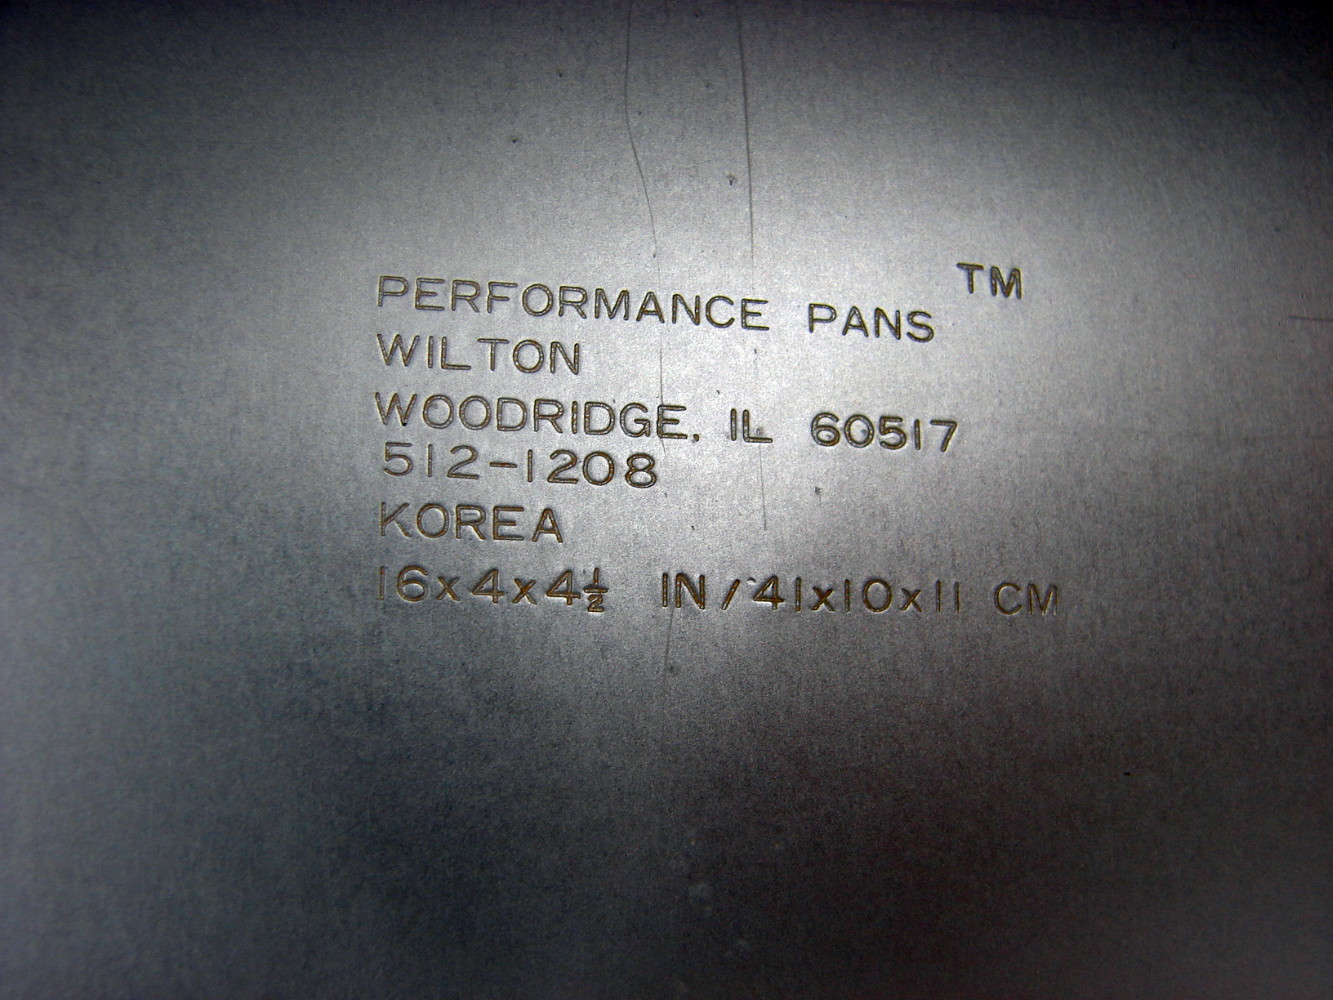 PERFORMANCE PANS TM
WILTON
WOODRIDGE, IL 60517
512-1208
KOREA
16x4x4½ IN/41x10x11 CM